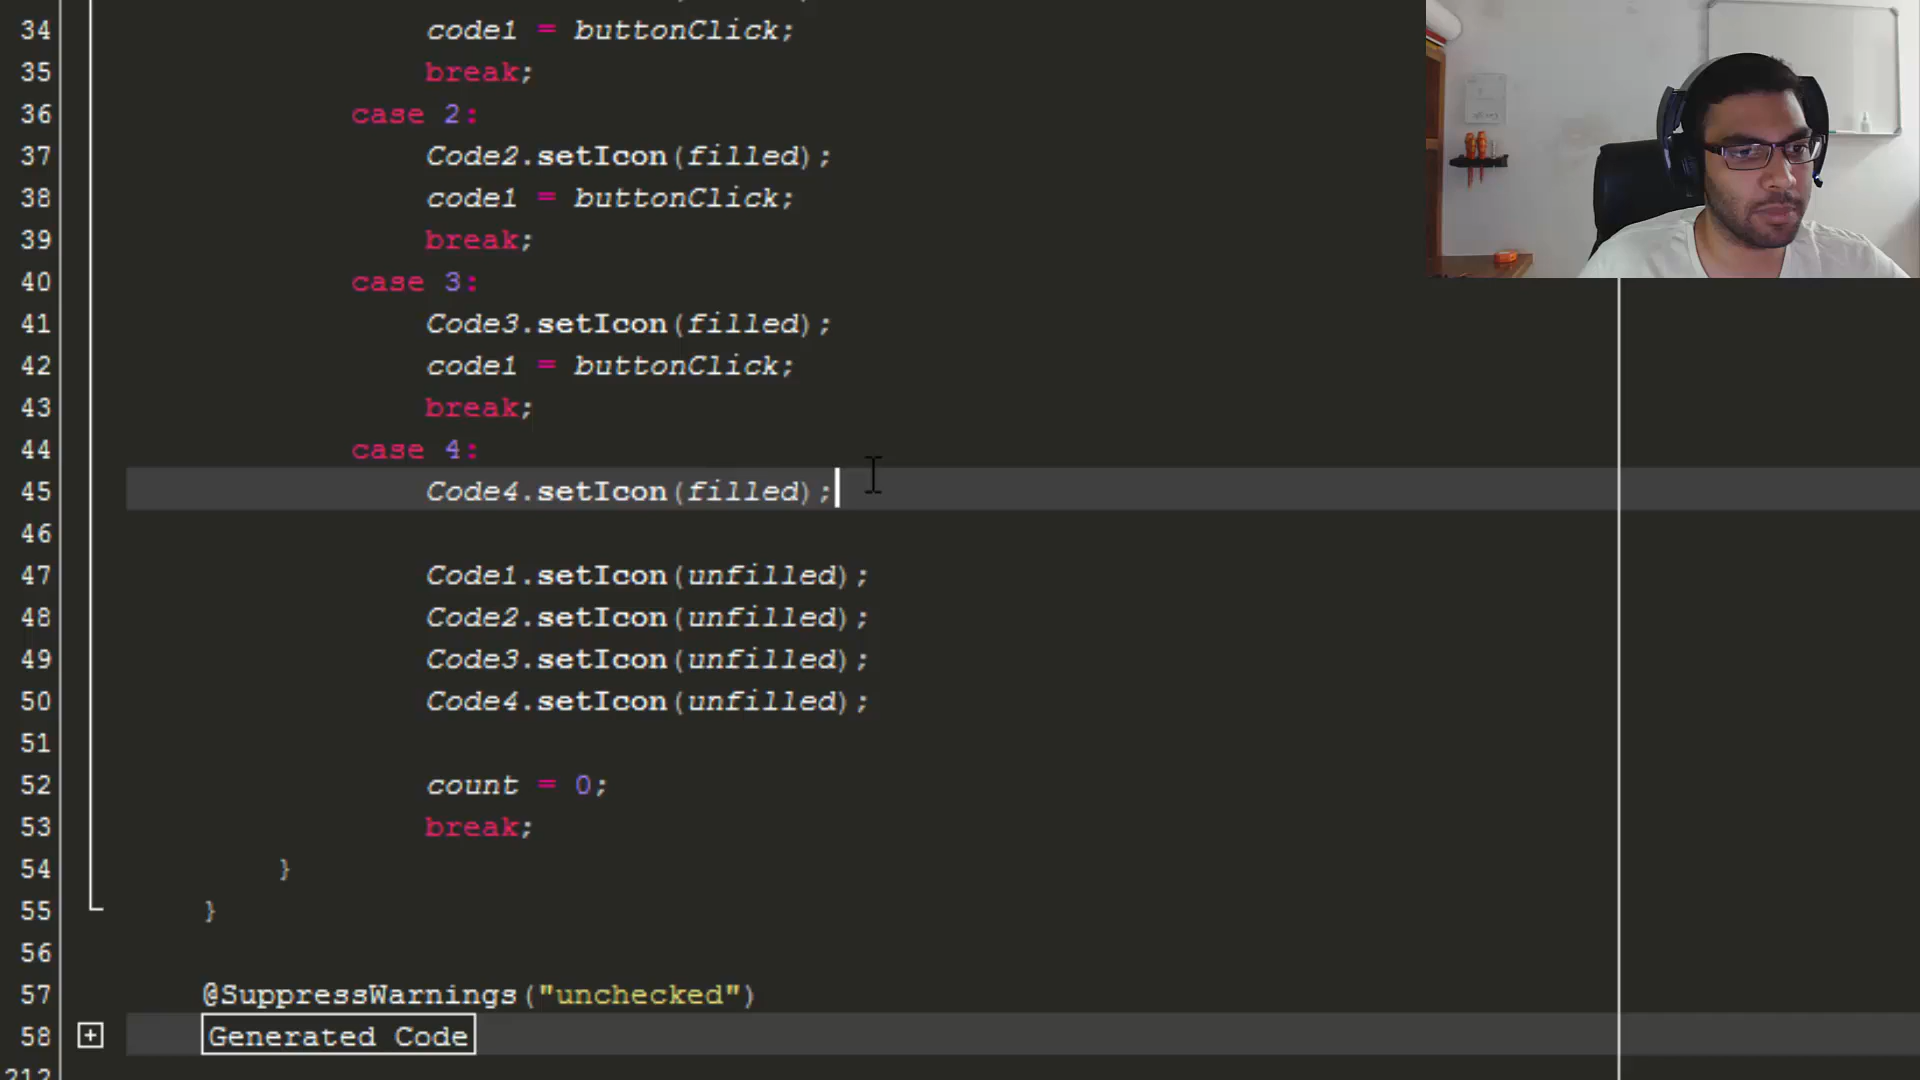 34 code1 = buttonClick;
35 break;
36 case 2:
37 Code2.setIcon(filled);
38 code1 = buttonClick;
39 break;
40 case 3:
41 Code3.setIcon(filled);
42 code1 = buttonClick;
43 break;
44 case 4:
45 Code4.setIcon(filled);
46
47 Code1.setIcon(unfilled);
48 Code2.setIcon(unfilled);
49 Code3.setIcon(unfilled);
50 Code4.setIcon(unfilled);
51
52 count = 0;
53 break;
54 }
55 }
56
57 @SuppressWarnings("unchecked")
58 + Generated Code
212